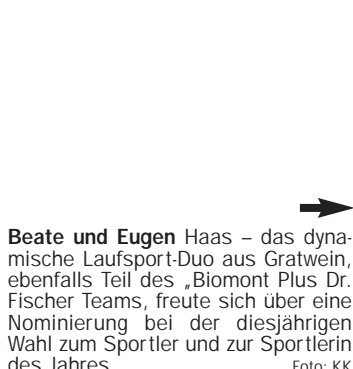 Beate und Eugen Haas – das dyna-
mische Laufsport-Duo aus Gratwein,
ebenfalls Teil des „Biomont Plus Dr.
Fischer Teams, freute sich über eine
Nominierung bei der diesjährigen
Wahl zum Sportler und zur Sportlerin
des Jahres. Foto: KK